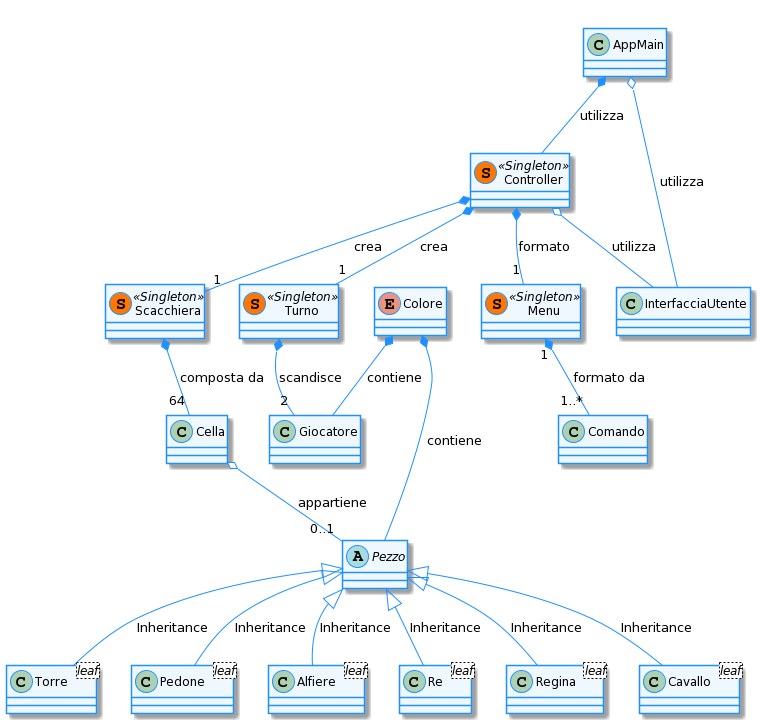 C AppMain
utilizza
utilizza
S «Singleton»
Controller
crea
crea
formato
utilizza
1
1
1
S «Singleton»
Scacchiera
S «Singleton»
Turno
E Colore
S «Singleton»
Menu
C InterfacciaUtente
1
composta da
scandisce
contiene
formato da
64
2
1..*
C Cella
C Giocatore
C Comando
contiene
appartiene
0..1
A Pezzo
Inheritance
Inheritance
Inheritance
Inheritance
Inheritance
Inheritance
C Torre leaf
C Pedone leaf
C Alfiere leaf
C Re leaf
C Regina leaf
C Cavallo leaf